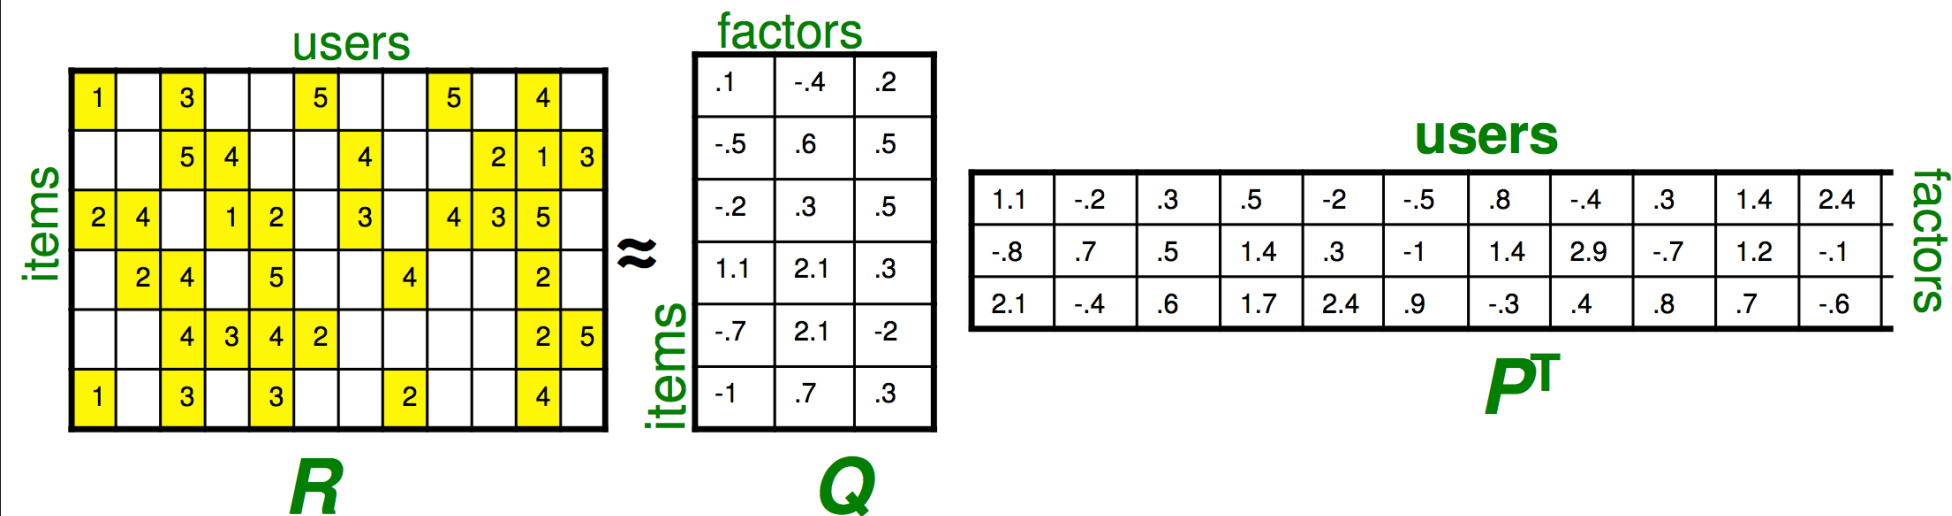 users
items
1 3 5 5 4
5 4 4 2 1 3
2 4 1 2 3 4 3 5
2 4 5 4 2
4 3 4 2 2 5
1 3 3 2 4
R
≈
factors
items
.1 -.4 .2
-.5 .6 .5
-.2 .3 .5
1.1 2.1 .3
-.7 2.1 -2
-1 .7 .3
Q
users
factors
1.1 -.2 .3 .5 -2 -.5 .8 -.4 .3 1.4 2.4
-.8 .7 .5 1.4 .3 -1 1.4 2.9 -.7 1.2 -.1
2.1 -.4 .6 1.7 2.4 .9 -.3 .4 .8 .7 -.6
PT